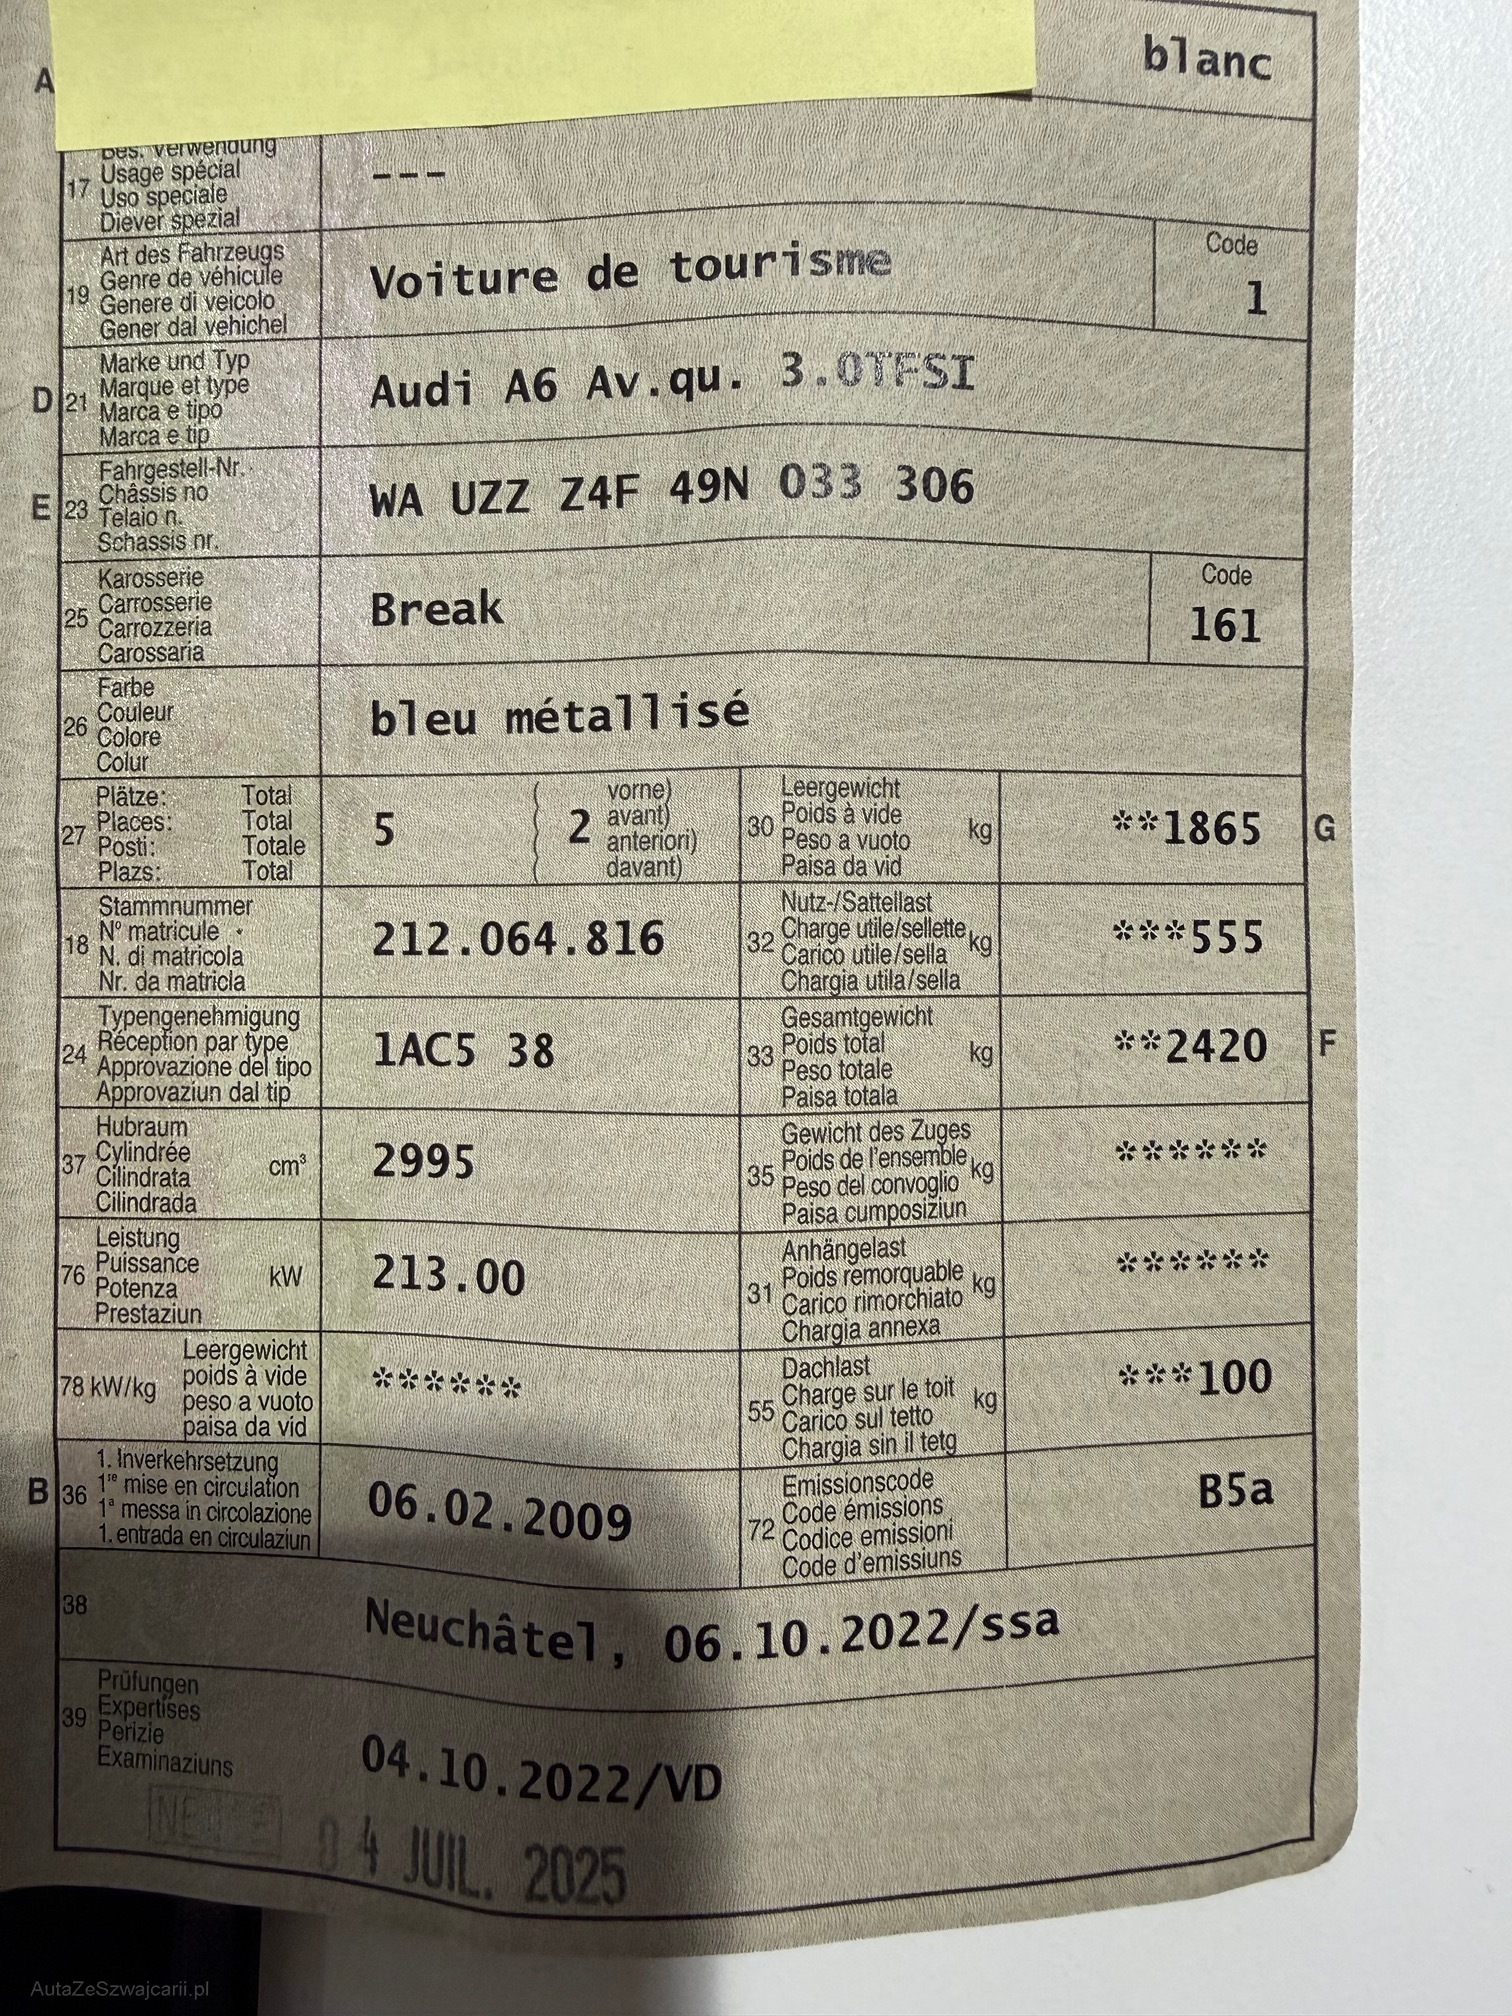 A
blanc
Bes. Verwendung
17 Usage spécial
Uso speciale
Diever spezial
---
Art des Fahrzeugs
19 Genre de véhicule
Genere di veicolo
Gener dal vehichel
Voiture de tourisme
Code
1
Marke und Typ
D 21 Marque et type
Marca e tipo
Marca e tip
Audi A6 Av.qu. 3.0TFSI
Fahrgestell-Nr.
E 23 Châssis no
Telaio n.
Schassis nr.
WA UZZ Z4F 49N 033 306
Karosserie
25 Carrosserie
Carrozzeria
Carossaria
Break
Code
161
Farbe
26 Couleur
Colore
Colur
bleu métallisé
Plätze: Total
27 Places: Total
Posti: Totale
Plazs: Total
5 ( 2 vorne)
avant)
anteriori)
davant)
Leergewicht
30 Poids à vide kg
Peso a vuoto
Paisa da vid
**1865 G
Stammnummer
18 N° matricule
N. di matricola
Nr. da matricla
212.064.816
Nutz-/Sattellast
32 Charge utile/sellette kg
Carico utile/sella
Chargia utila/sella
***555
Typengenehmigung
24 Réception par type
Approvazione del tipo
Approvaziun dal tip
1AC5 38
Gesamtgewicht
33 Poids total kg
Peso totale
Paisa totala
**2420 F
Hubraum
37 Cylindrée cm³
Cilindrata
Cilindrada
2995
Gewicht des Zuges
35 Poids de l'ensemble kg
Peso del convoglio
Paisa cumposiziun
******
Leistung
76 Puissance kW
Potenza
Prestaziun
213.00
Anhängelast
31 Poids remorquable kg
Carico rimorchiato
Chargia annexa
******
Leergewicht
78 kW/kg poids à vide
peso a vuoto
paisa da vid
******
Dachlast
55 Charge sur le toit kg
Carico sul tetto
Chargia sin il tetg
***100
1. Inverkehrsetzung
B 36 1re mise en circulation
1a messa in circolazione
1. entrada en circulaziun
06.02.2009
Emissionscode
72 Code émissions
Codice emissioni
Code d'emissiuns
B5a
38
Neuchâtel, 06.10.2022/ssa
Prüfungen
39 Expertises
Perizie
Examinaziuns
04.10.2022/VD
04 JUIL. 2025
AutaZeSzwajcarii.pl